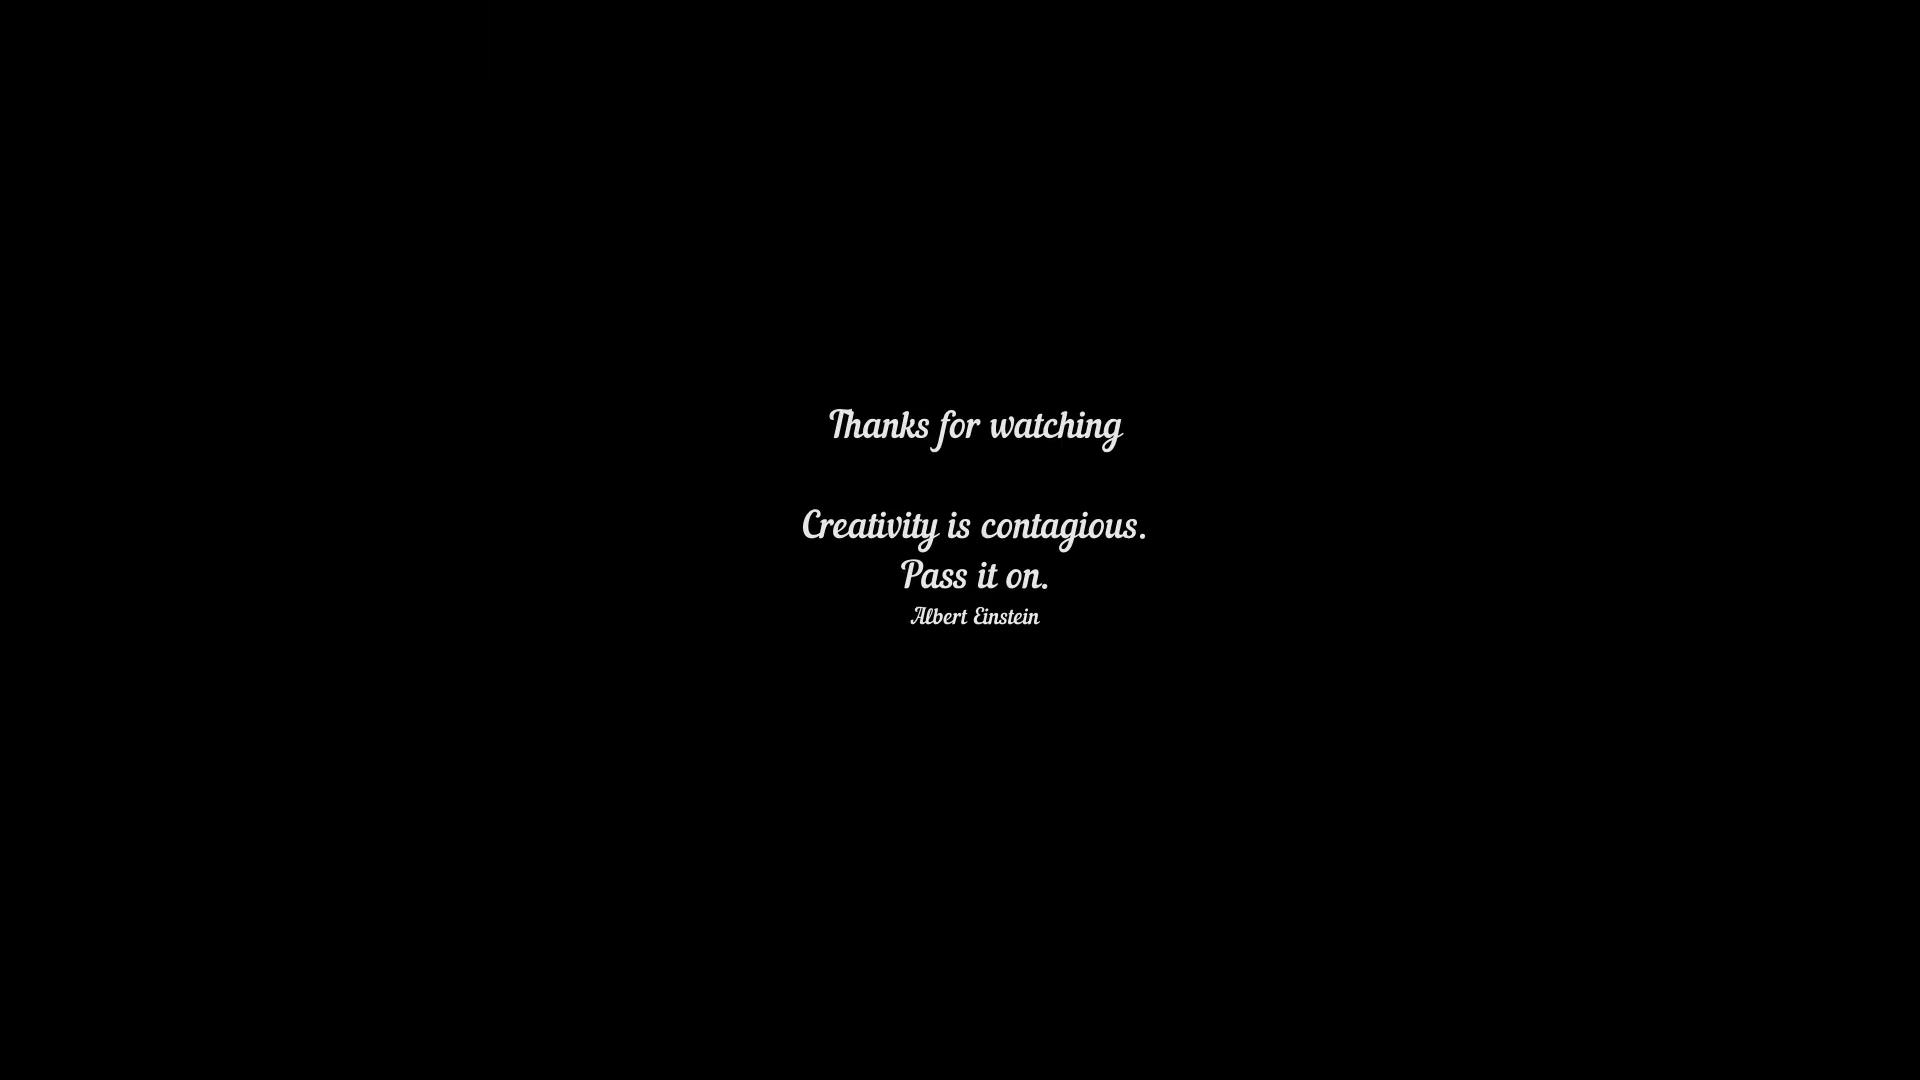 Thanks for watching
Creativity is contagious.
Pass it on.
Albert Einstein